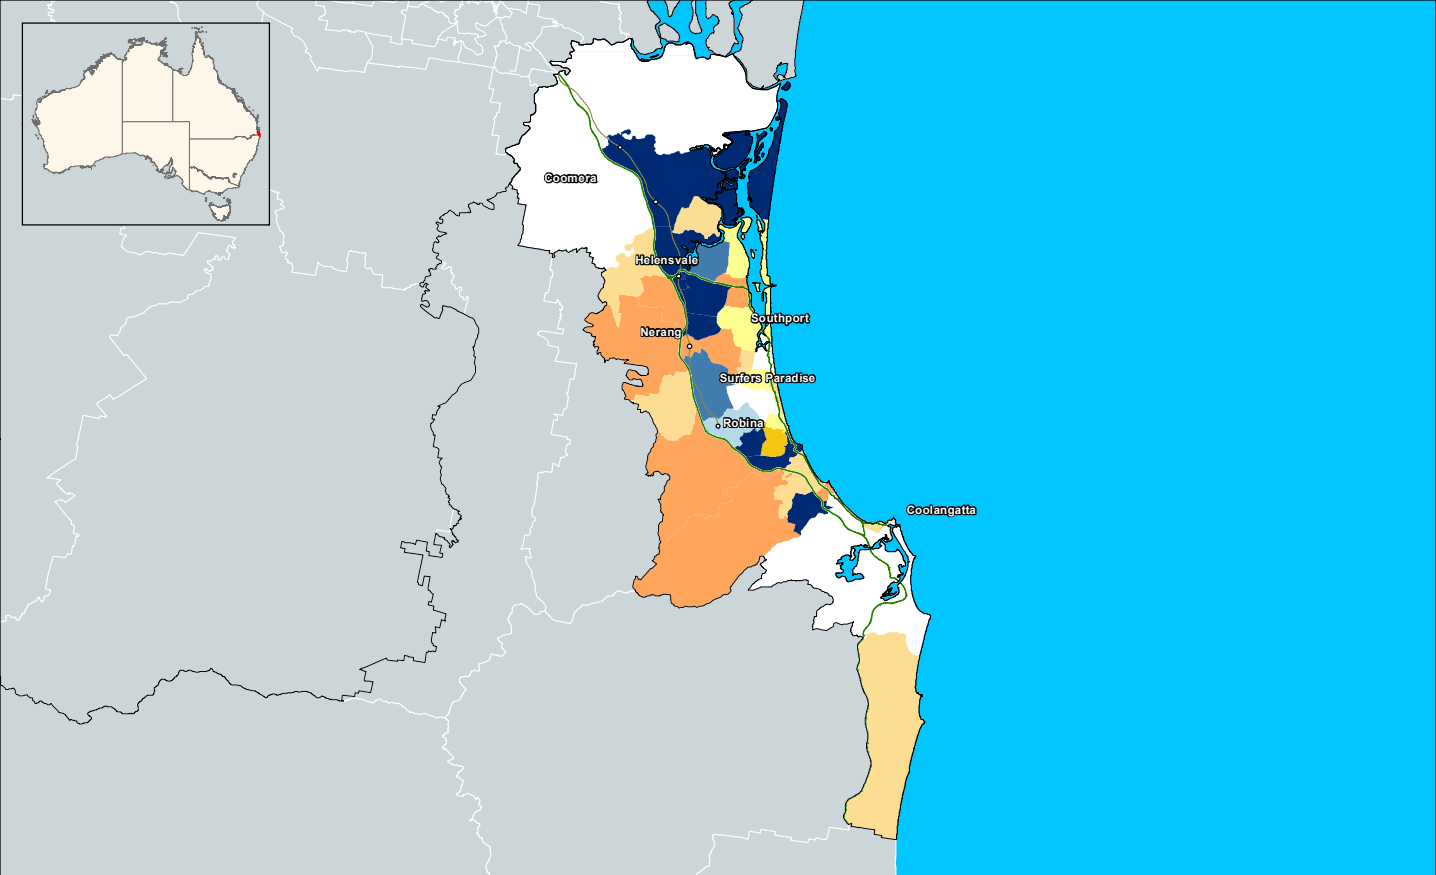 Coomera
Helensvale
Southport
Nerang
Surfers Paradise
Robina
Coolangatta